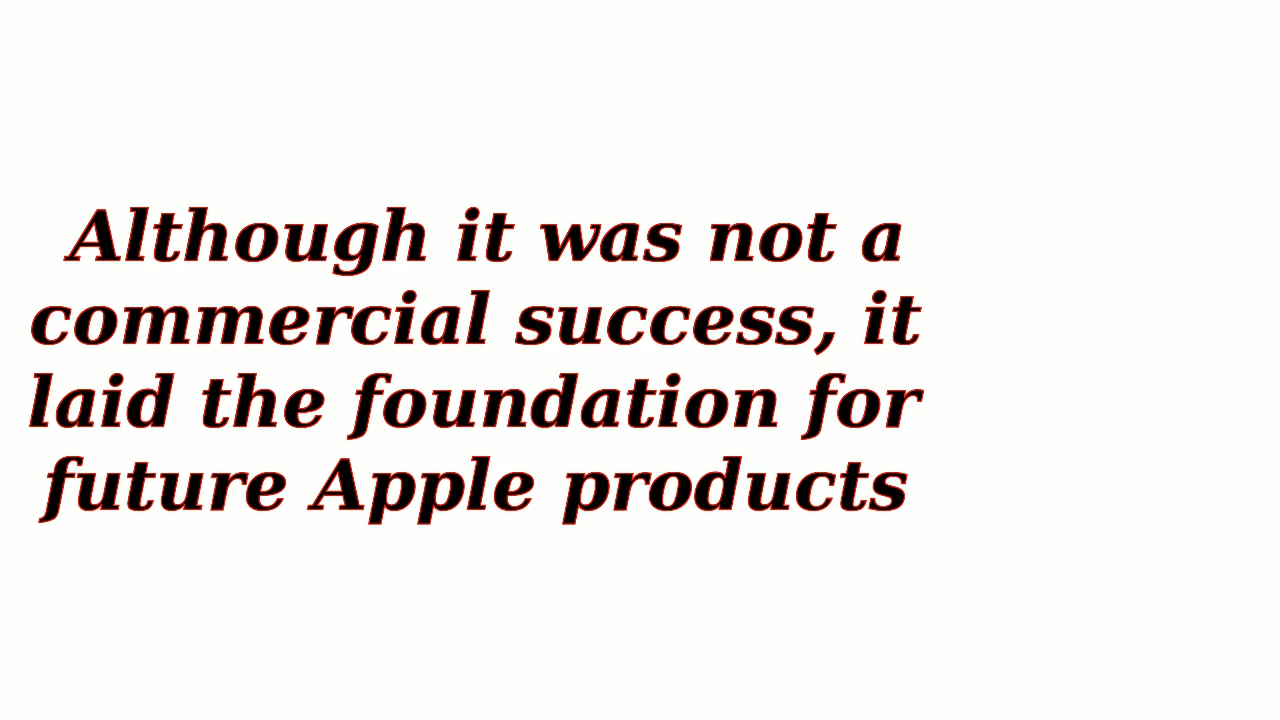 Although it was not a
commercial success, it
laid the foundation for
future Apple products